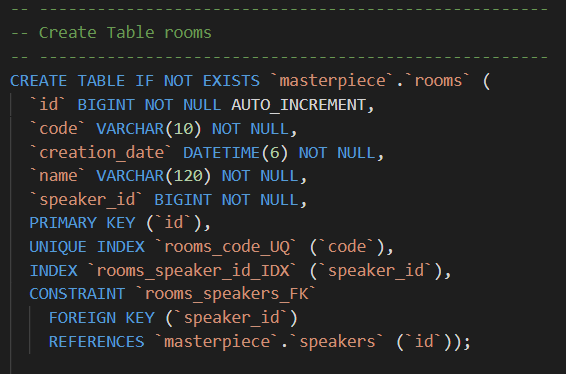 -- ----------------------------------------------------
-- Create Table rooms
-- ----------------------------------------------------
CREATE TABLE IF NOT EXISTS `masterpiece`.`rooms` (
  `id` BIGINT NOT NULL AUTO_INCREMENT,
  `code` VARCHAR(10) NOT NULL,
  `creation_date` DATETIME(6) NOT NULL,
  `name` VARCHAR(120) NOT NULL,
  `speaker_id` BIGINT NOT NULL,
  PRIMARY KEY (`id`),
  UNIQUE INDEX `rooms_code_UQ` (`code`),
  INDEX `rooms_speaker_id_IDX` (`speaker_id`),
  CONSTRAINT `rooms_speakers_FK`
    FOREIGN KEY (`speaker_id`)
    REFERENCES `masterpiece`.`speakers` (`id`));